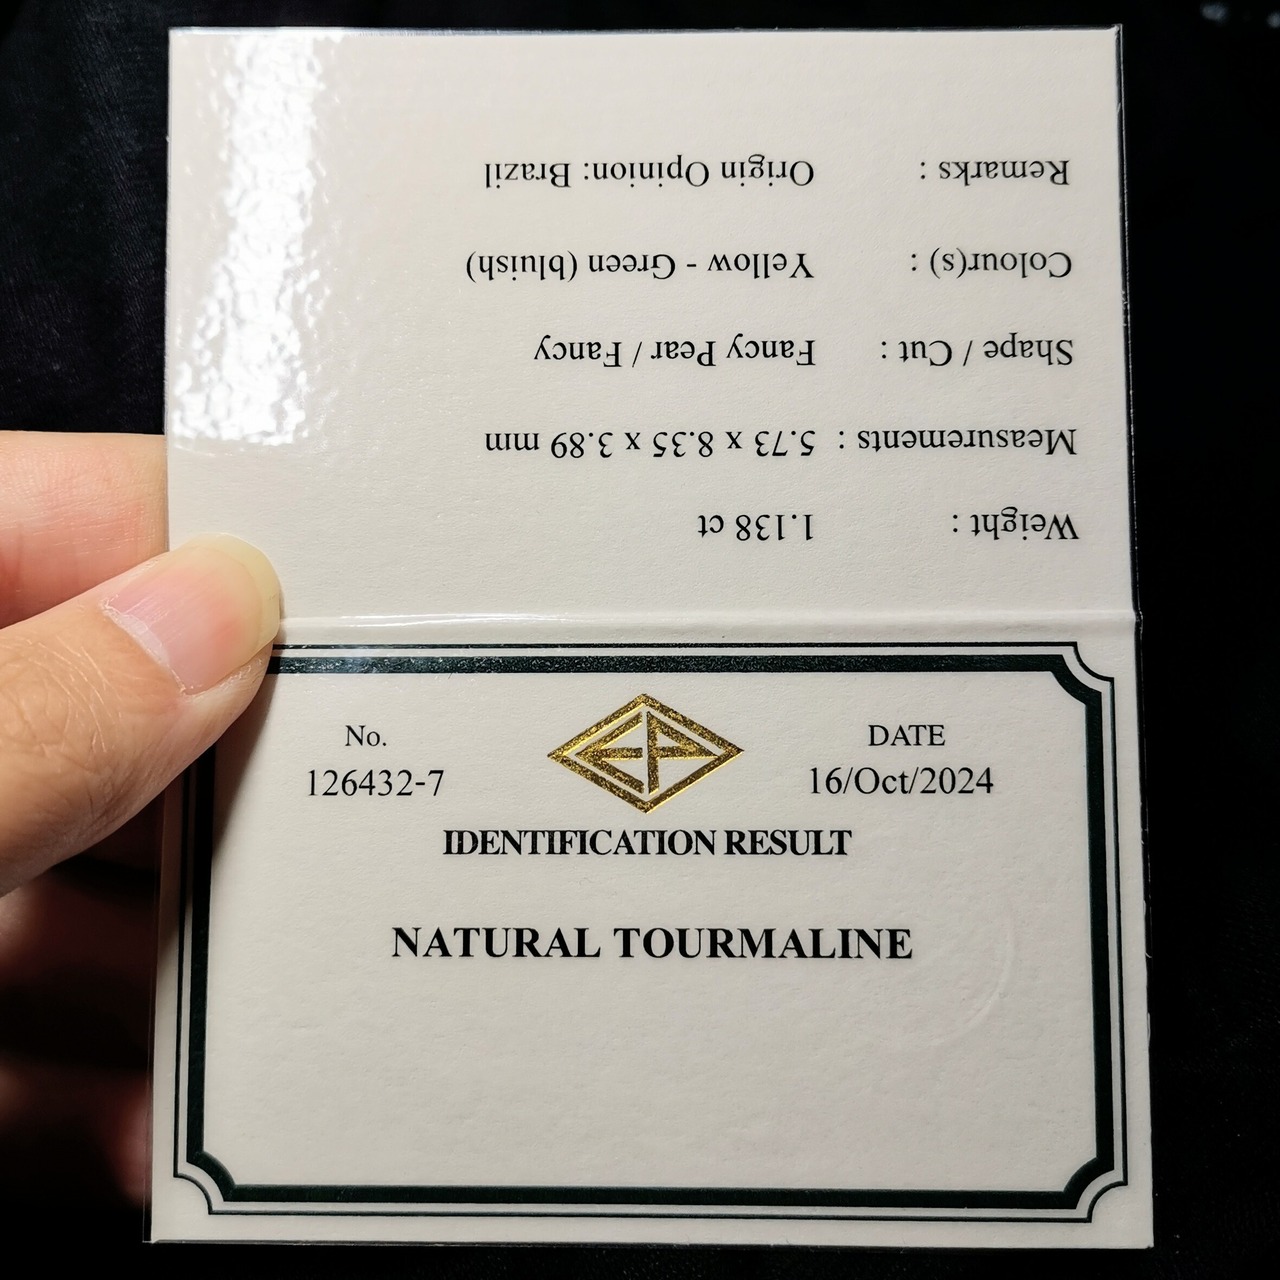 Weight : 1.138 ct
Measurements : 5.73 x 8.35 x 3.89 mm
Shape / Cut : Fancy Pear / Fancy
Colour(s) : Yellow - Green (bluish)
Remarks : Origin Opinion: Brazil
No. DATE
126432-7 16/Oct/2024
EP
IDENTIFICATION RESULT
NATURAL TOURMALINE